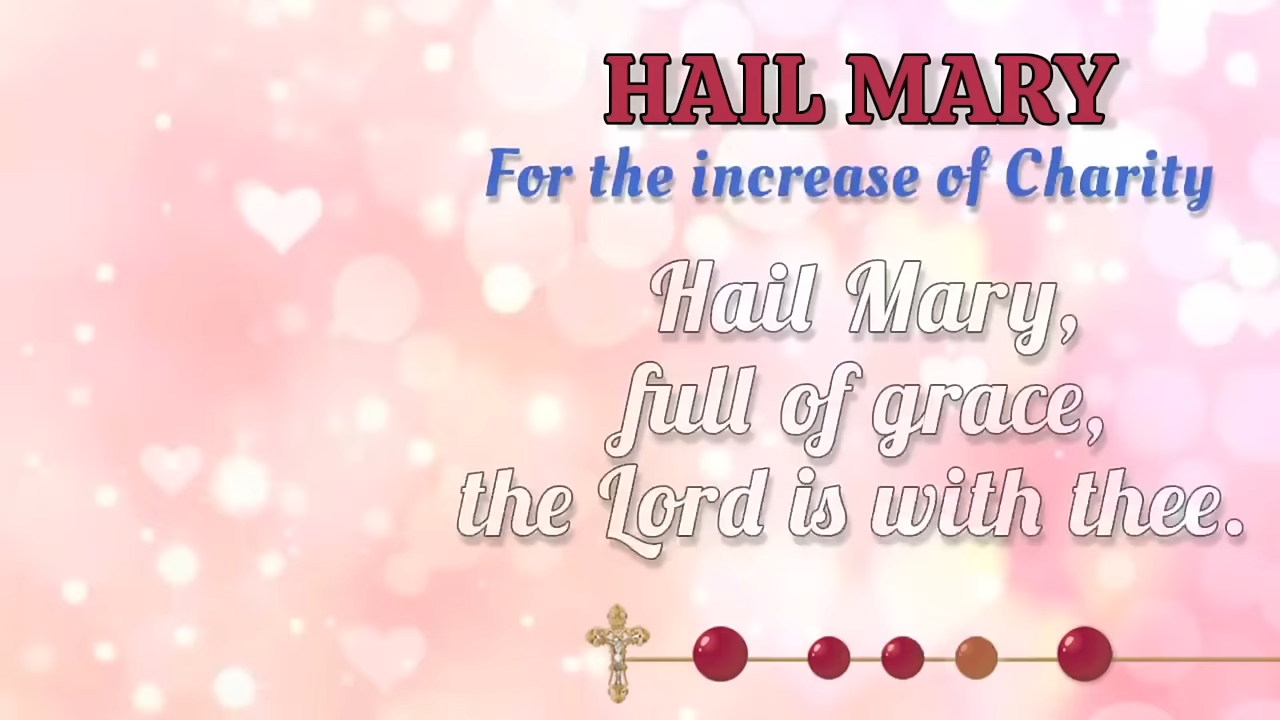 HAIL MARY
For the increase of Charity
Hail Mary,
full of grace,
the Lord is with thee.